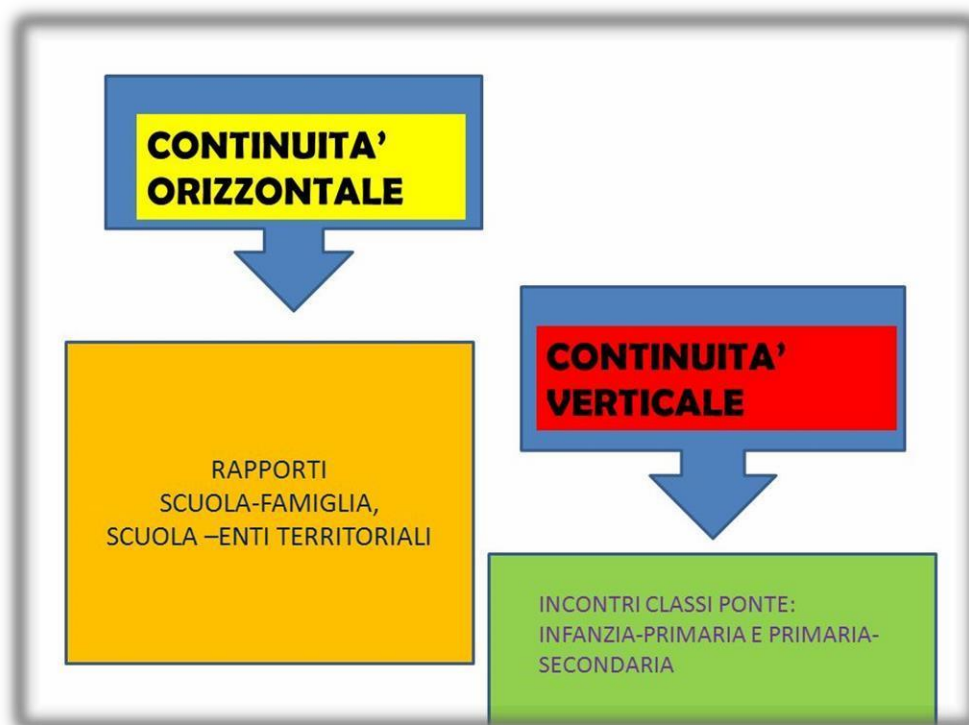 CONTINUITA’
ORIZZONTALE
RAPPORTI
SCUOLA-FAMIGLIA,
SCUOLA –ENTI TERRITORIALI
CONTINUITA’
VERTICALE
INCONTRI CLASSI PONTE:
INFANZIA-PRIMARIA E PRIMARIA-
SECONDARIA